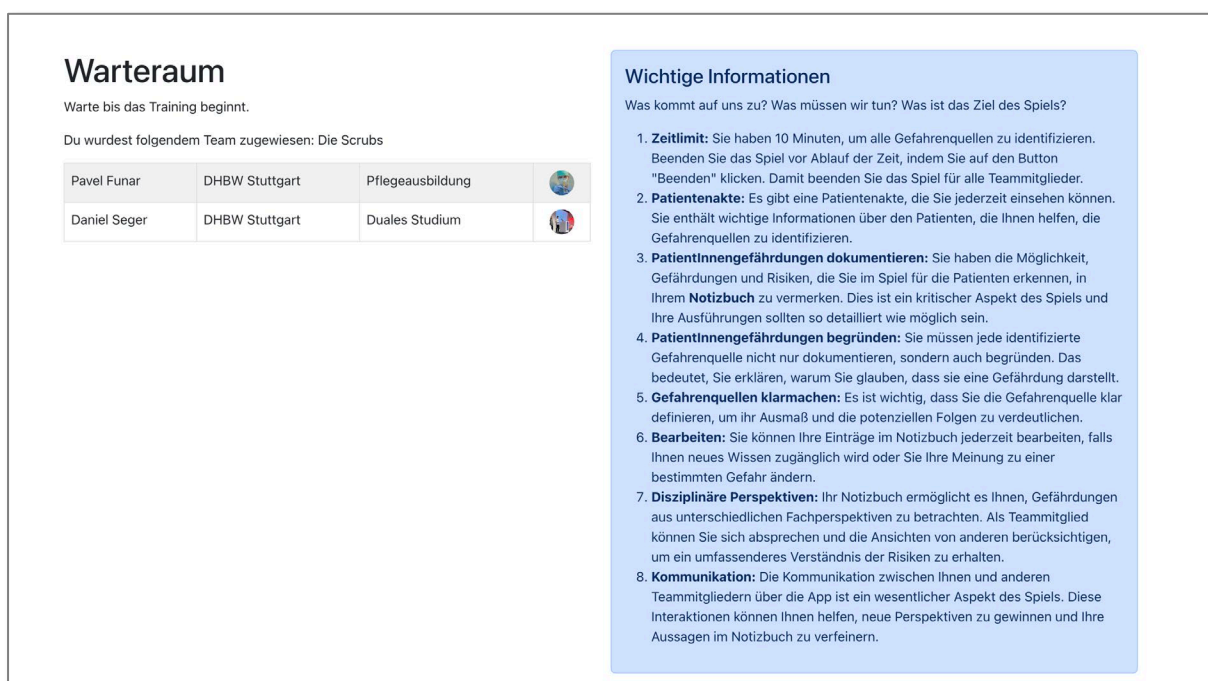 Warteraum
Warte bis das Training beginnt.
Du wurdest folgendem Team zugewiesen: Die Scrubs
Pavel Funar DHBW Stuttgart Pflegeausbildung
Daniel Seger DHBW Stuttgart Duales Studium
Wichtige Informationen
Was kommt auf uns zu? Was müssen wir tun? Was ist das Ziel des Spiels?
1. Zeitlimit: Sie haben 10 Minuten, um alle Gefahrenquellen zu identifizieren.
Beenden Sie das Spiel vor Ablauf der Zeit, indem Sie auf den Button
"Beenden" klicken. Damit beenden Sie das Spiel für alle Teammitglieder.
2. Patientenakte: Es gibt eine Patientenakte, die Sie jederzeit einsehen können.
Sie enthält wichtige Informationen über den Patienten, die Ihnen helfen, die
Gefahrenquellen zu identifizieren.
3. PatientInnengefährdungen dokumentieren: Sie haben die Möglichkeit,
Gefährdungen und Risiken, die Sie im Spiel für die Patienten erkennen, in
Ihrem Notizbuch zu vermerken. Dies ist ein kritischer Aspekt des Spiels und
Ihre Ausführungen sollten so detailliert wie möglich sein.
4. PatientInnengefährdungen begründen: Sie müssen jede identifizierte
Gefahrenquelle nicht nur dokumentieren, sondern auch begründen. Das
bedeutet, Sie erklären, warum Sie glauben, dass sie eine Gefährdung darstellt.
5. Gefahrenquellen klarmachen: Es ist wichtig, dass Sie die Gefahrenquelle klar
definieren, um ihr Ausmaß und die potenziellen Folgen zu verdeutlichen.
6. Bearbeiten: Sie können Ihre Einträge im Notizbuch jederzeit bearbeiten, falls
Ihnen neues Wissen zugänglich wird oder Sie Ihre Meinung zu einer
bestimmten Gefahr ändern.
7. Disziplinäre Perspektiven: Ihr Notizbuch ermöglicht es Ihnen, Gefährdungen
aus unterschiedlichen Fachperspektiven zu betrachten. Als Teammitglied
können Sie sich absprechen und die Ansichten von anderen berücksichtigen,
um ein umfassenderes Verständnis der Risiken zu erhalten.
8. Kommunikation: Die Kommunikation zwischen Ihnen und anderen
Teammitgliedern über die App ist ein wesentlicher Aspekt des Spiels. Diese
Interaktionen können Ihnen helfen, neue Perspektiven zu gewinnen und Ihre
Aussagen im Notizbuch zu verfeinern.